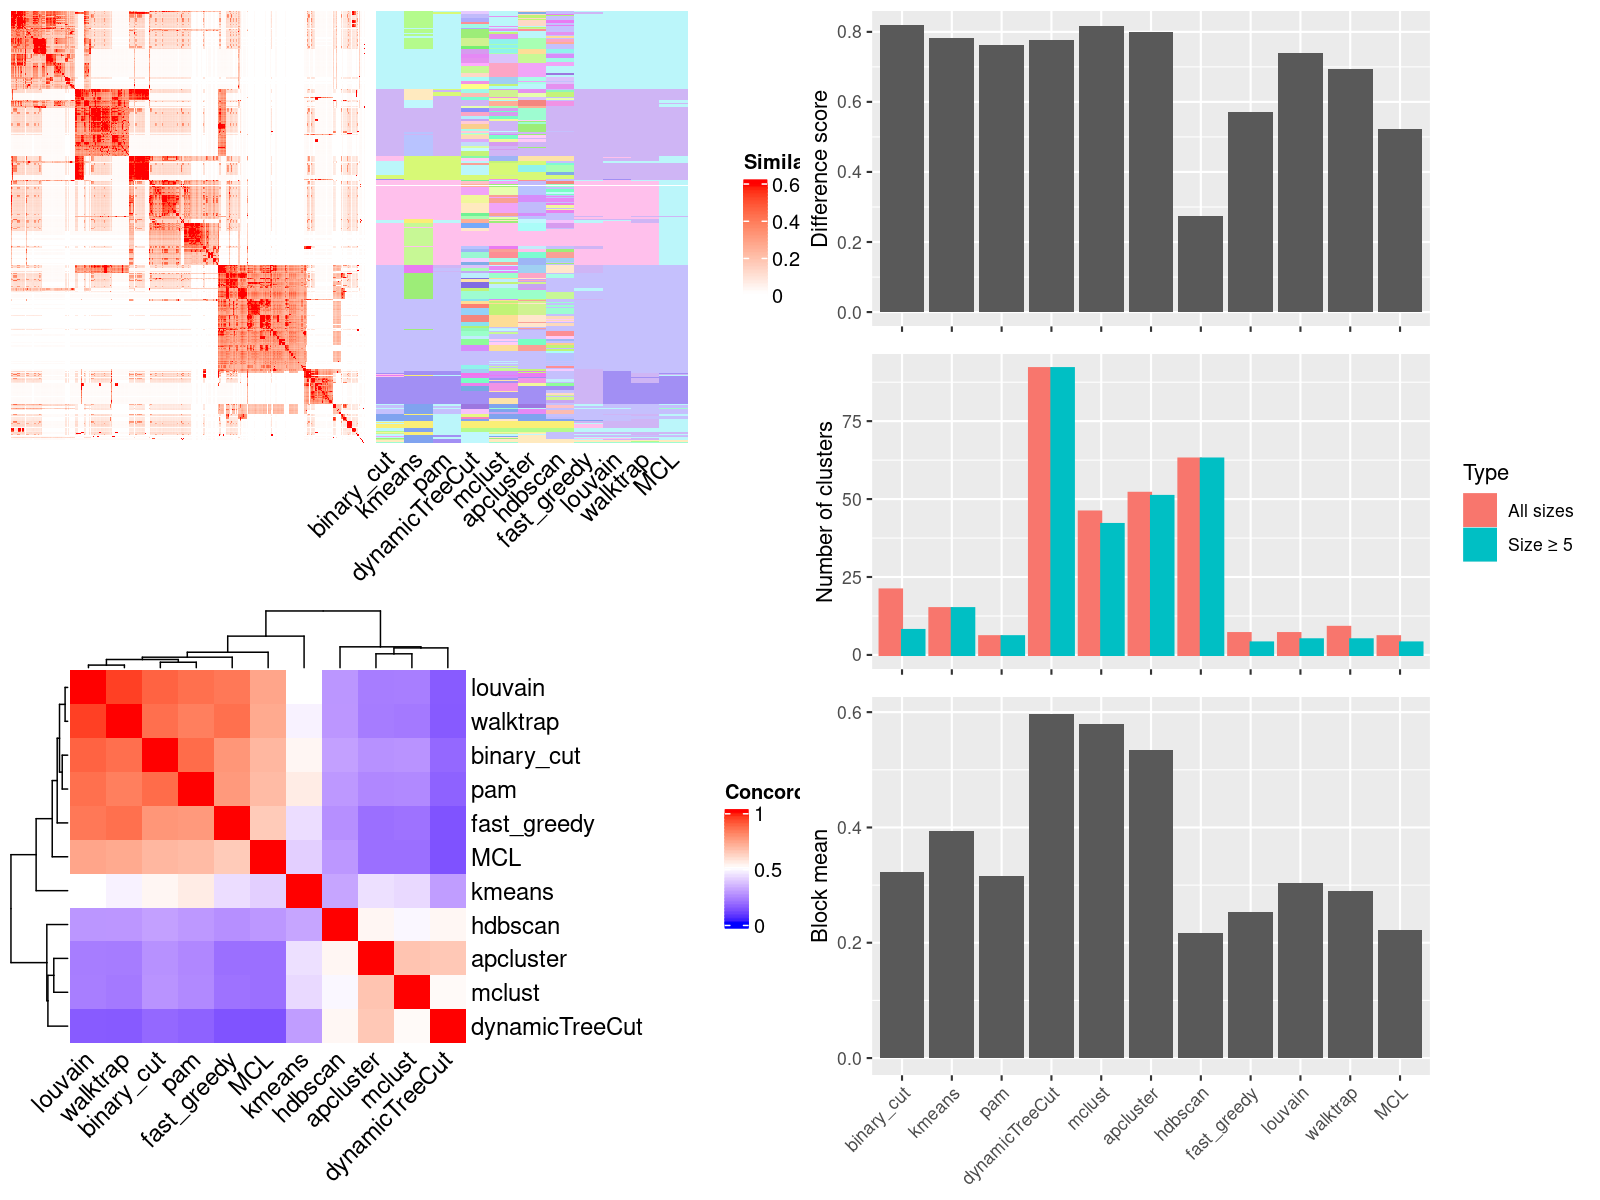 Simila
0.6
0.4
0.2
0
binary_cut
kmeans
pam
dynamicTreeCut
mclust
apcluster
hdbscan
fast_greedy
louvain
walktrap
MCL
louvain
walktrap
binary_cut
pam
fast_greedy
MCL
kmeans
hdbscan
apcluster
mclust
dynamicTreeCut
louvain
walktrap
binary_cut
pam
fast_greedy
MCL
kmeans
hdbscan
apcluster
mclust
dynamicTreeCut
Concord
1
0.5
0
Difference score
0.8
0.6
0.4
0.2
0.0
Number of clusters
75
50
25
0
Type
All sizes
Size ≥ 5
Block mean
0.6
0.4
0.2
0.0
binary_cut
kmeans
pam
dynamicTreeCut
mclust
apcluster
hdbscan
fast_greedy
louvain
walktrap
MCL